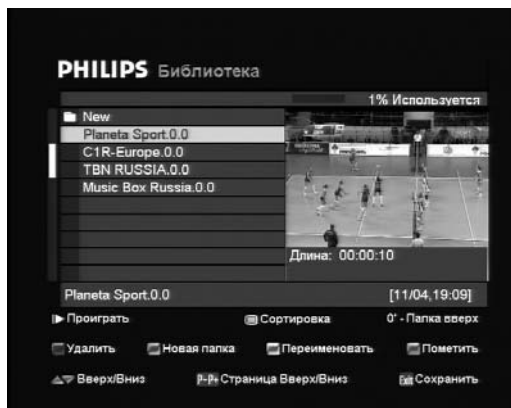 PHILIPS Библиотека
1% Используется
New
Planeta Sport.0.0
C1R-Europe.0.0
TBN RUSSIA.0.0
Music Box Russia.0.0
Длина: 00:00:10
Planeta Sport.0.0 [11/04,19:09]
Проиграть Сортировка 0' - Папка вверх
Удалить Новая папка Переименовать Пометить
Вверх/Вниз P-P+ Страница Вверх/Вниз Exit Сохранить